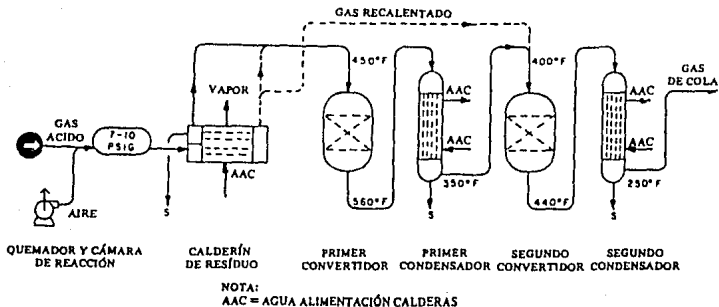 GAS RECALENTADO
GAS
DE COLA
450°F
400°F
VAPOR
AAC
AAC
GAS
ÁCIDO
7-10
PSIG
AAC
AAC
AAC
S
AIRE
560°F
350°F
440°F
250°F
S
S
QUEMADOR Y CÁMARA
DE REACCIÓN
CALDERÍN
DE RESÍDUO
PRIMER
CONVERTIDOR
PRIMER
CONDENSADOR
SEGUNDO
CONVERTIDOR
SEGUNDO
CONDENSADOR
NOTA:
AAC = AGUA ALIMENTACIÓN CALDERAS